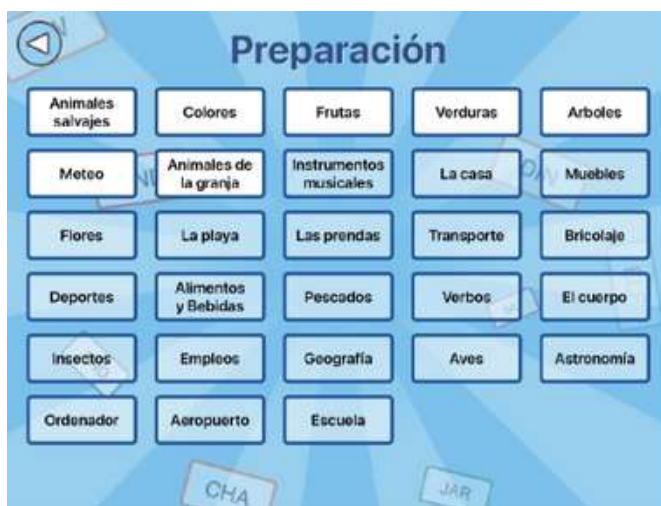 Preparación
Animales
salvajes
Colores
Frutas
Verduras
Arboles
Meteo
Animales de
la granja
Instrumentos
musicales
La casa
Muebles
Flores
La playa
Las prendas
Transporte
Bricolaje
Deportes
Alimentos
y Bebidas
Pescados
Verbos
El cuerpo
Insectos
Empleos
Geografía
Aves
Astronomía
Ordenador
Aeropuerto
Escuela
CHA
JAR